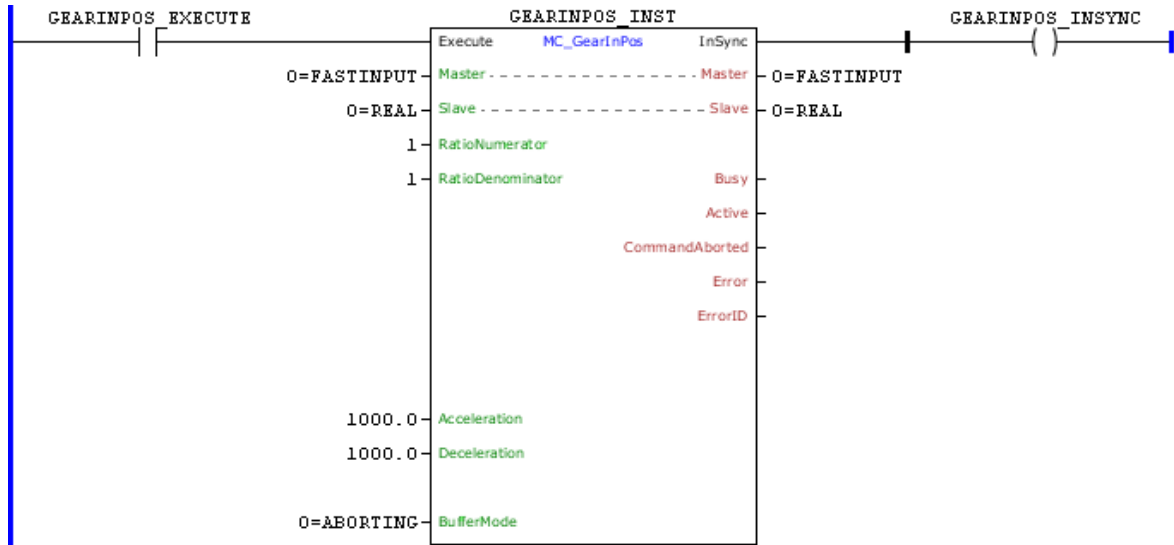 GEARINPOS_EXECUTE GEARINPOS_INST GEARINPOS_INSYNC
Execute MC_GearInPos InSync
0=FASTINPUT Master Master 0=FASTINPUT
0=REAL Slave Slave 0=REAL
1 RatioNumerator
1 RatioDenominator Busy
Active
CommandAborted
Error
ErrorID
1000.0 Acceleration
1000.0 Deceleration
0=ABORTING BufferMode